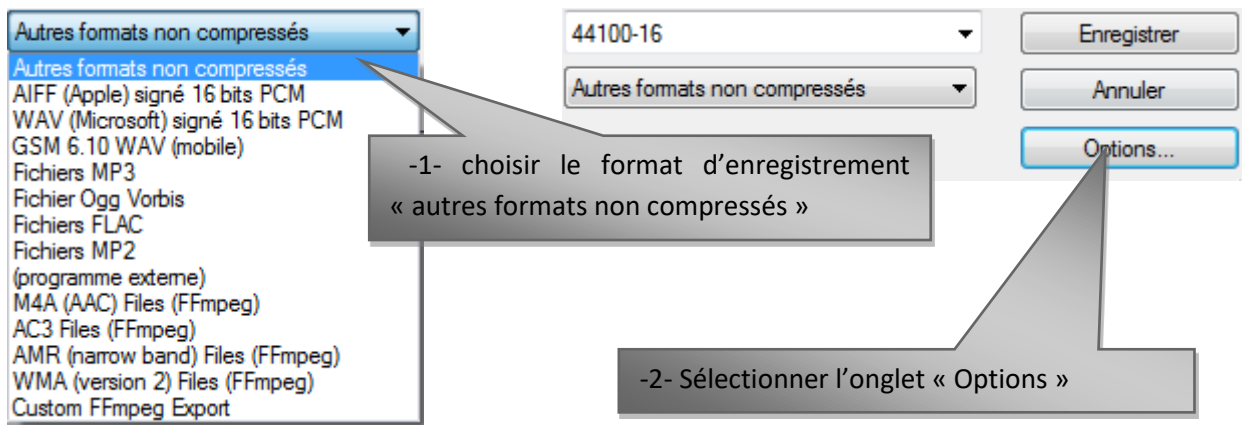 Autres formats non compressés
Autres formats non compressés
AIFF (Apple) signé 16 bits PCM
WAV (Microsoft) signé 16 bits PCM
GSM 6.10 WAV (mobile)
Fichiers MP3
Fichier Ogg Vorbis
Fichiers FLAC
Fichiers MP2
(programme externe)
M4A (AAC) Files (FFmpeg)
AC3 Files (FFmpeg)
AMR (narrow band) Files (FFmpeg)
WMA (version 2) Files (FFmpeg)
Custom FFmpeg Export
44100-16
Enregistrer
Autres formats non compressés
Annuler
Options...
-1- choisir le format d’enregistrement
« autres formats non compressés »
-2- Sélectionner l’onglet « Options »